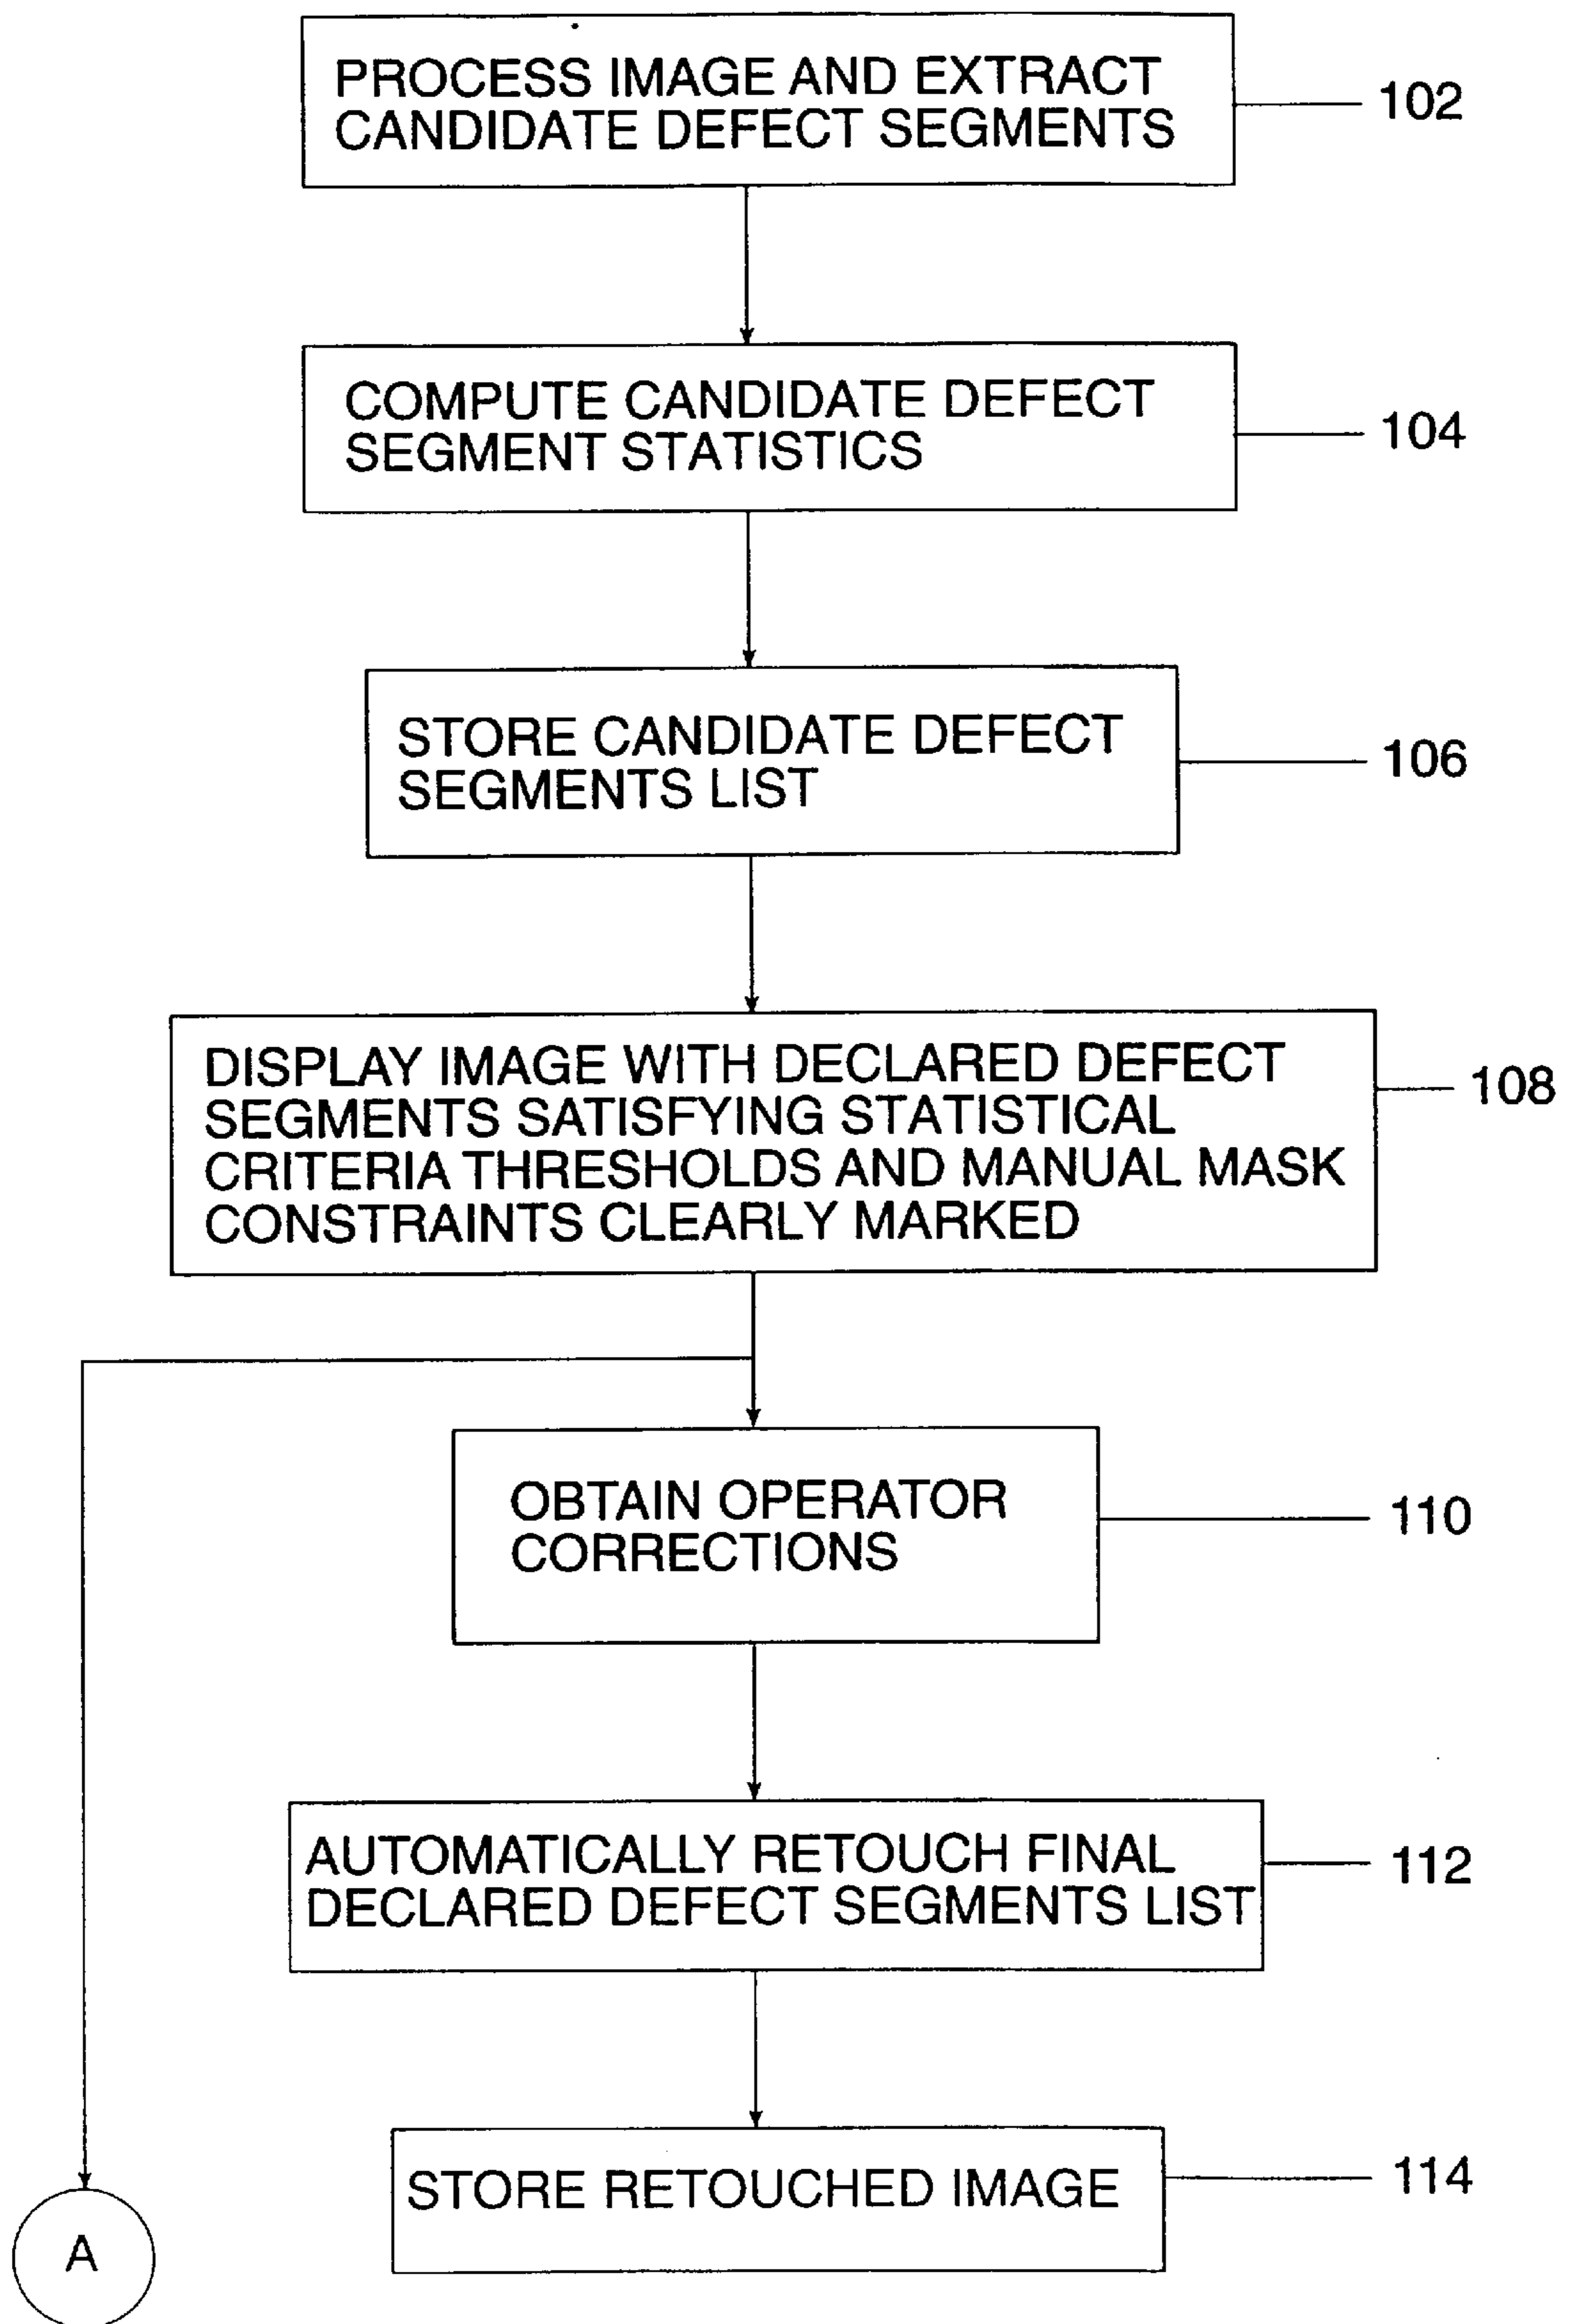 PROCESS IMAGE AND EXTRACT
CANDIDATE DEFECT SEGMENTS
102
COMPUTE CANDIDATE DEFECT
SEGMENT STATISTICS
104
STORE CANDIDATE DEFECT
SEGMENTS LIST
106
DISPLAY IMAGE WITH DECLARED DEFECT
SEGMENTS SATISFYING STATISTICAL
CRITERIA THRESHOLDS AND MANUAL MASK
CONSTRAINTS CLEARLY MARKED
108
OBTAIN OPERATOR
CORRECTIONS
110
AUTOMATICALLY RETOUCH FINAL
DECLARED DEFECT SEGMENTS LIST
112
STORE RETOUCHED IMAGE
114
A